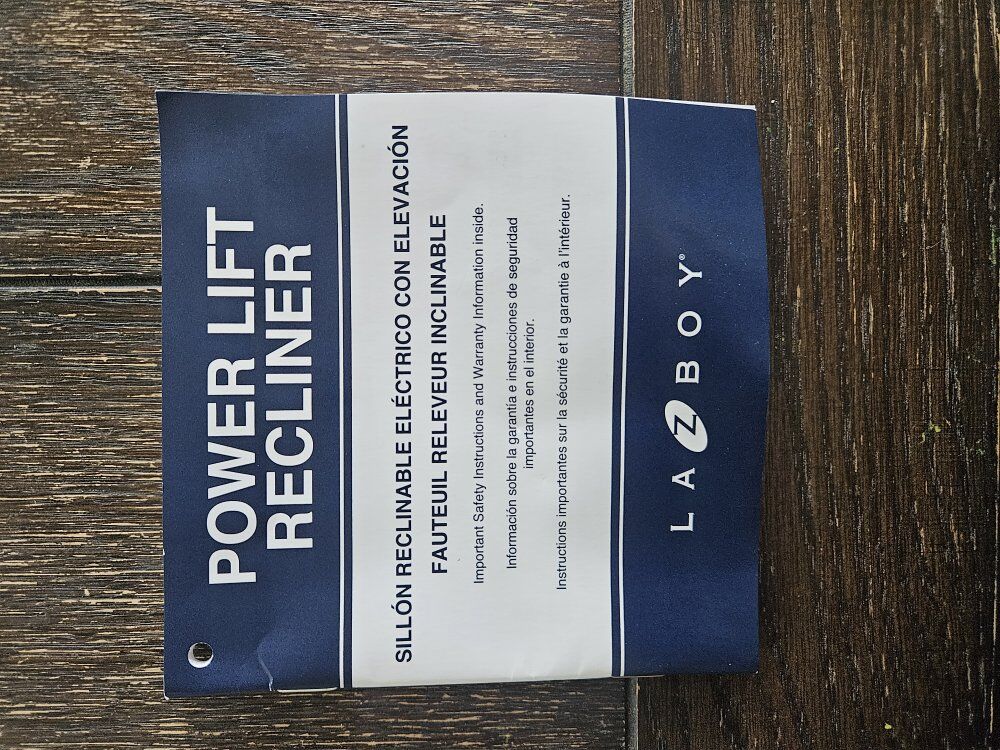 POWER LIFT
RECLINER
SILLÓN RECLINABLE ELÉCTRICO CON ELEVACIÓN
FAUTEUIL RELEVEUR INCLINABLE
Important Safety Instructions and Warranty Information inside.
Información sobre la garantía e instrucciones de seguridad
importantes en el interior.
Instructions importantes sur la sécurité et la garantie à l'intérieur.
LA Z BOY®